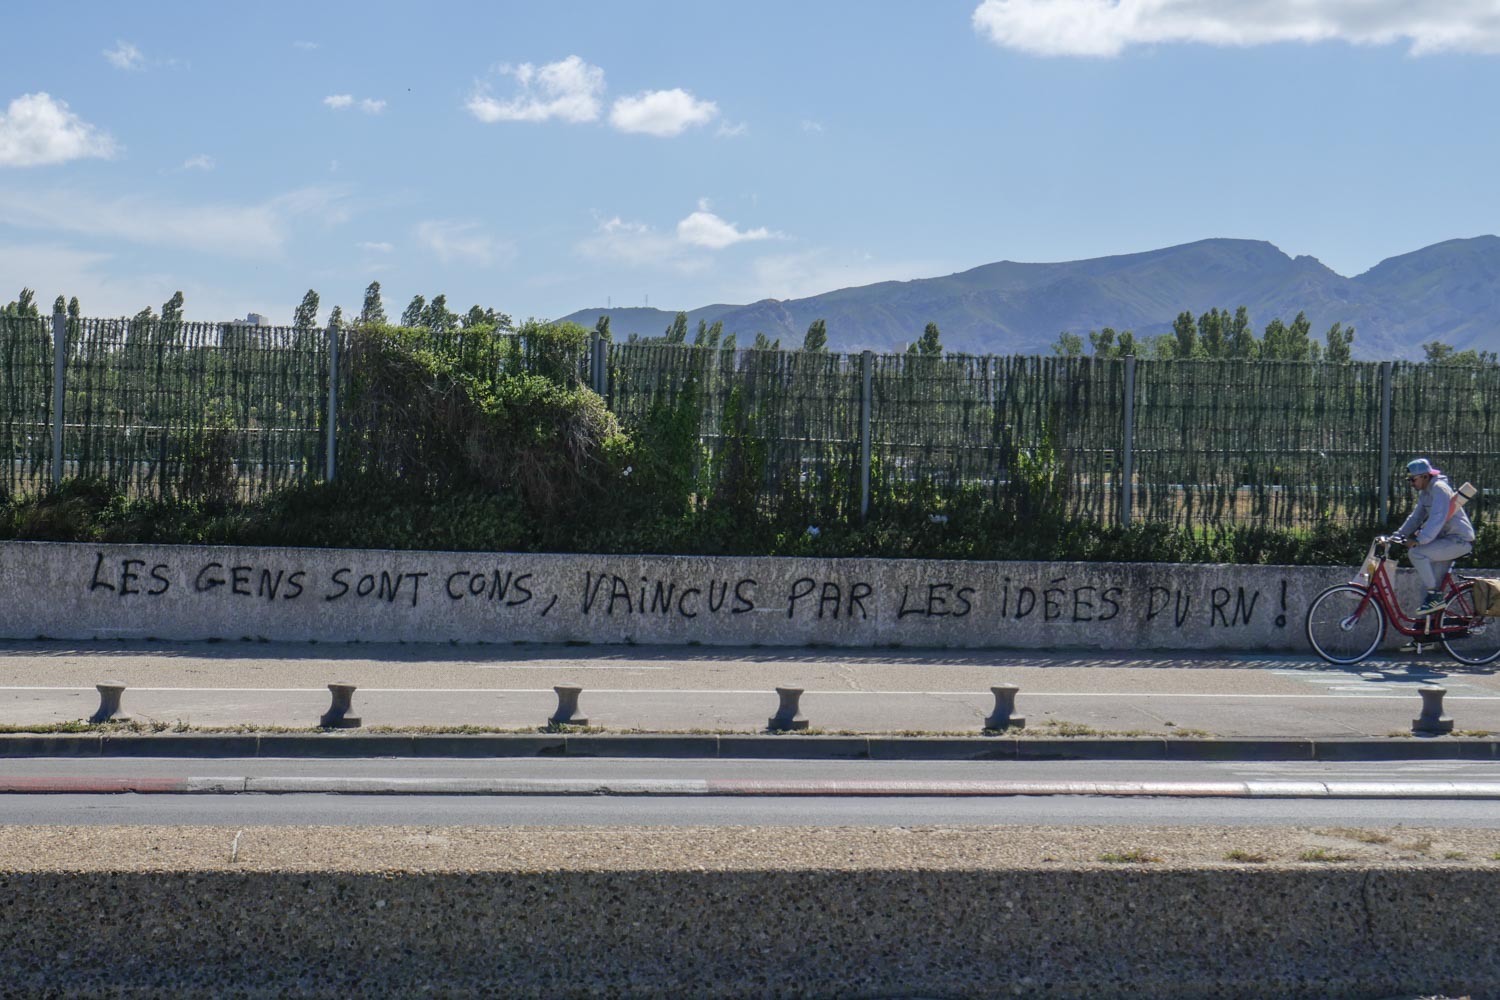 LES GENS SONT CONS, VAiNCUS PAR LES iDÉES DU RN !